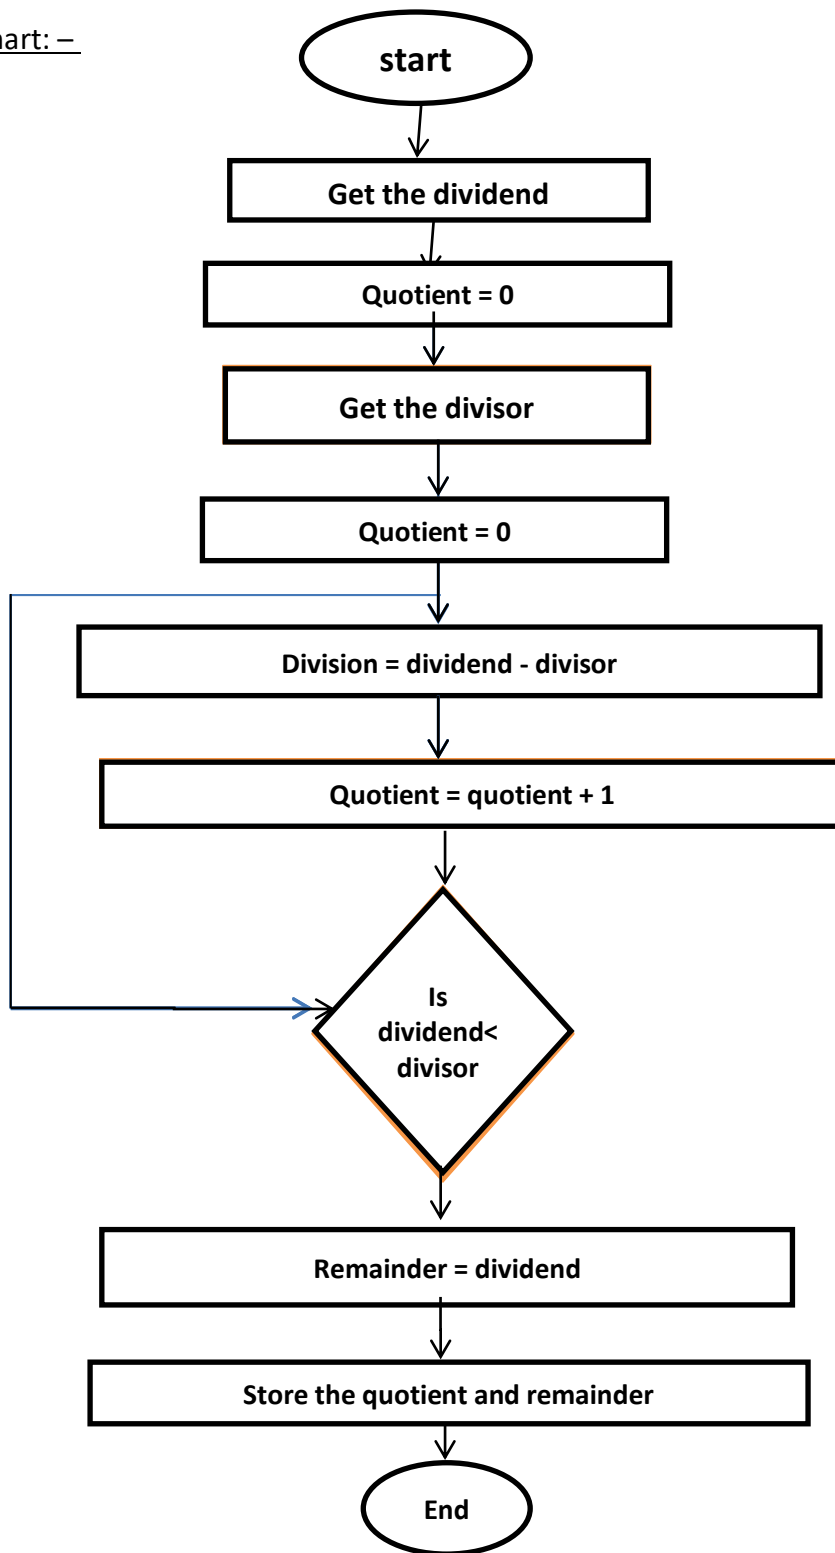 hart: –
start
Get the dividend
Quotient = 0
Get the divisor
Quotient = 0
Division = dividend - divisor
Quotient = quotient + 1
Is
dividend<
divisor
Remainder = dividend
Store the quotient and remainder
End